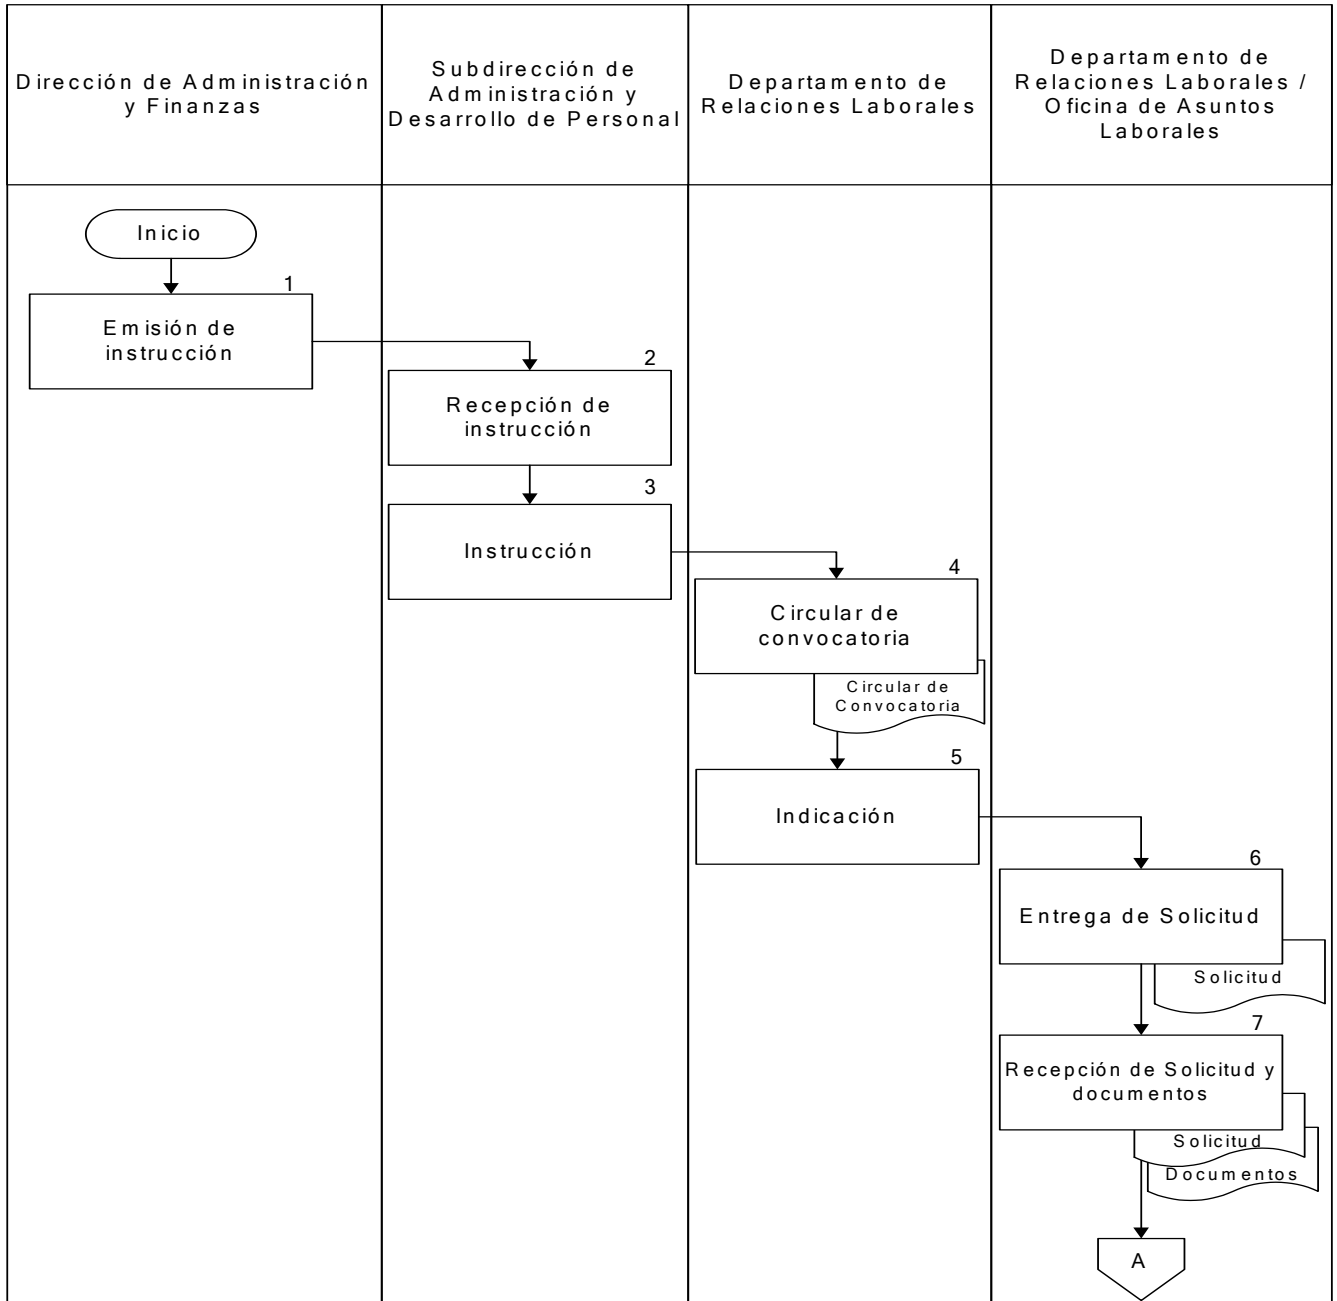 Dirección de Administración
y Finanzas
Subdirección de
Administración y
Desarrollo de Personal
Departamento de
Relaciones Laborales
Departamento de
Relaciones Laborales /
Oficina de Asuntos
Laborales
Inicio
1
Emisión de
instrucción
2
Recepción de
instrucción
3
Instrucción
4
Circular de
convocatoria
Circular de
Convocatoria
5
Indicación
6
Entrega de Solicitud
Solicitud
7
Recepción de Solicitud y
documentos
Solicitud
Documentos
A